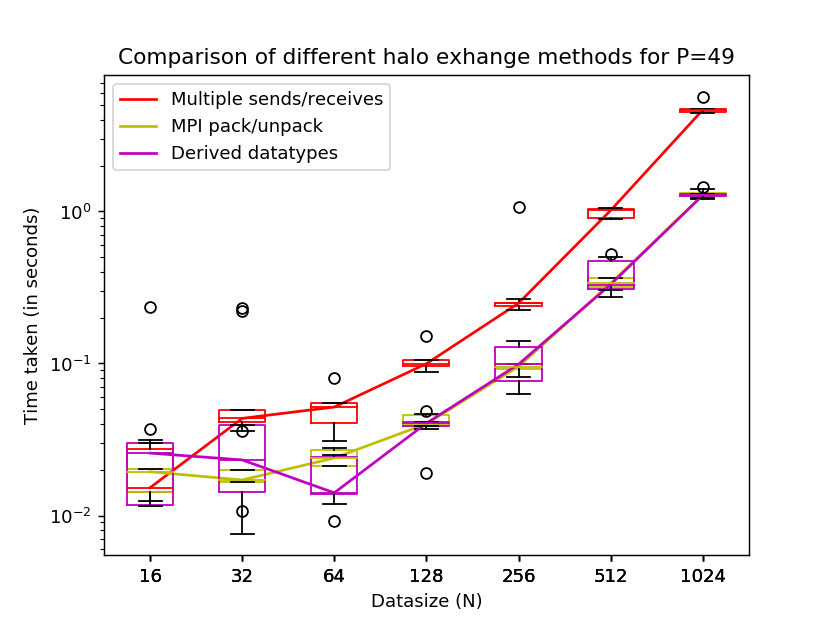 Comparison of different halo exhange methods for P=49
Multiple sends/receives
MPI pack/unpack
Derived datatypes
Time taken (in seconds)
10⁰
10⁻¹
10⁻²
16 32 64 128 256 512 1024
Datasize (N)